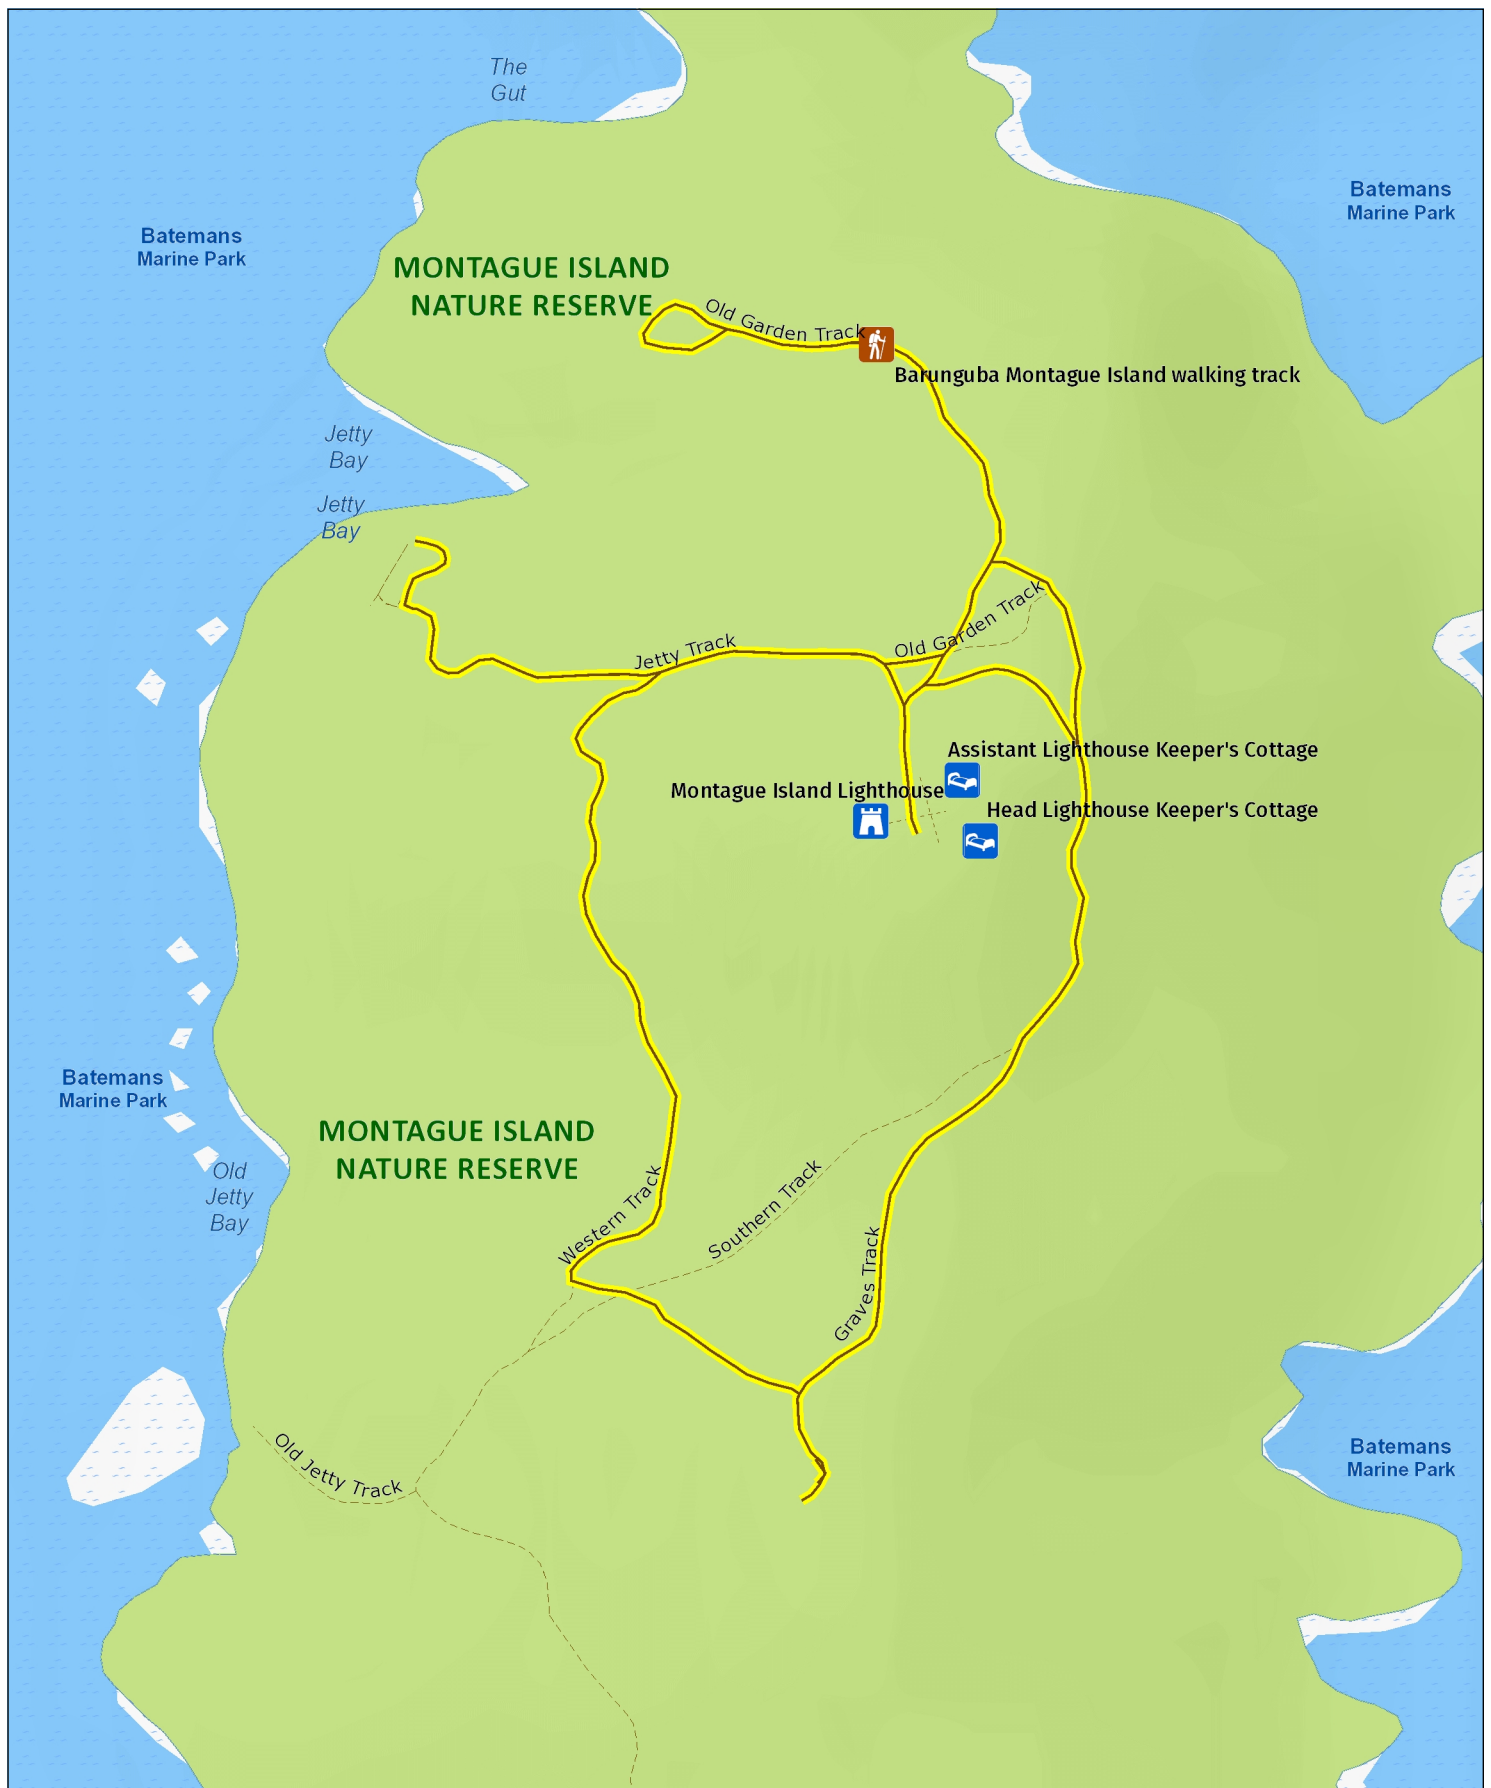 The
Gut
Batemans
Marine Park
Batemans
Marine Park
MONTAGUE ISLAND
NATURE RESERVE
Old Garden Track
Barunguba Montague Island walking track
Jetty
Bay
Jetty
Bay
Old Garden Track
Jetty Track
Assistant Lighthouse Keeper's Cottage
Montague Island Lighthouse
Head Lighthouse Keeper's Cottage
Batemans
Marine Park
MONTAGUE ISLAND
NATURE RESERVE
Old
Jetty
Bay
Western Track
Southern Track
Graves Track
Old Jetty Track
Batemans
Marine Park